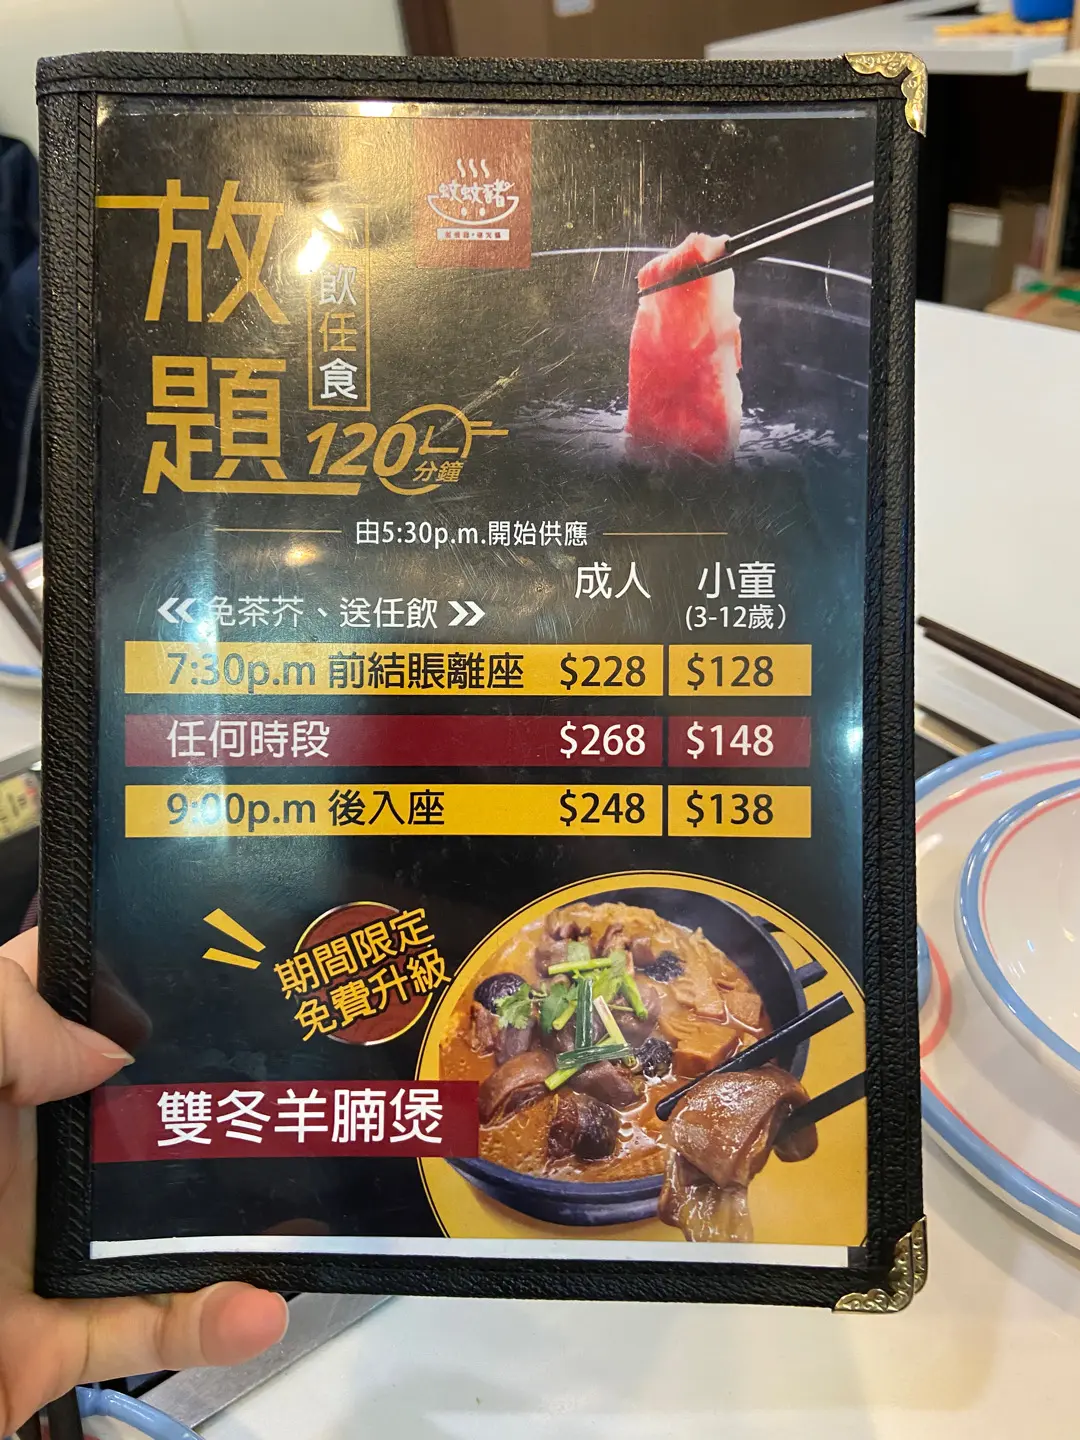 蚊蚊豬
放題
飲任食
120分鐘
由5:30p.m.開始供應
成人 小童
(3-12歲)
《免茶芥、送任飲》
7:30p.m 前結賬離座 $228 $128
任何時段 $268 $148
9:00p.m 後入座 $248 $138
期間限定
免費升級
雙冬羊腩煲